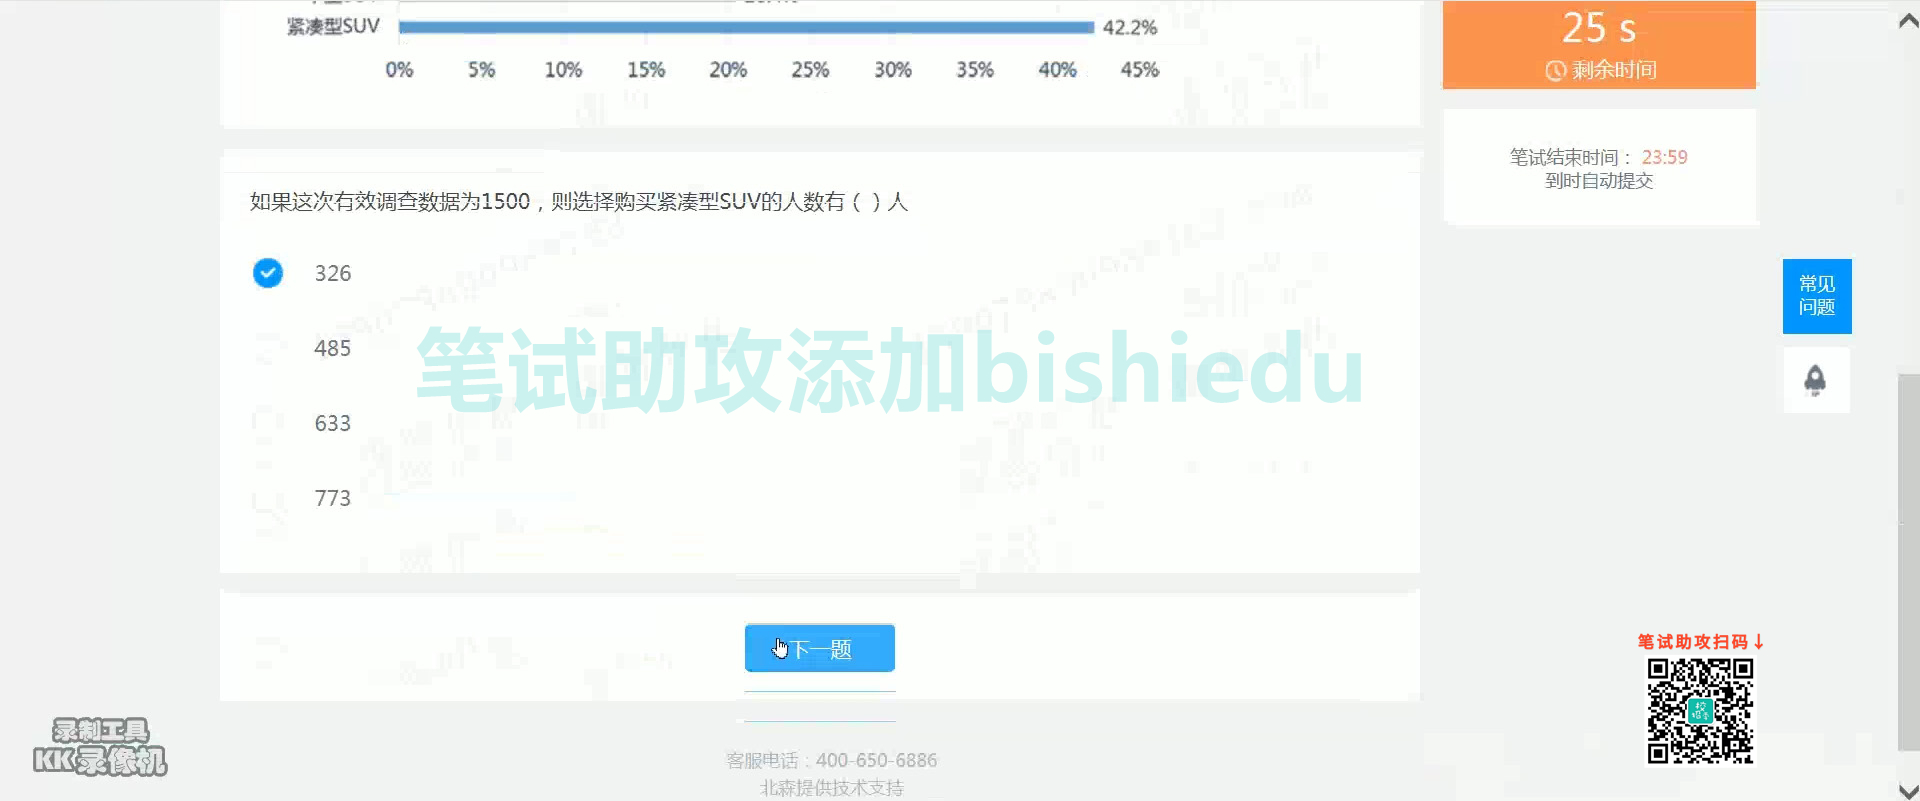 紧凑型SUV 42.2%
0% 5% 10% 15% 20% 25% 30% 35% 40% 45%
25 s
剩余时间
笔试结束时间： 23:59
到时自动提交
如果这次有效调查数据为1500，则选择购买紧凑型SUV的人数有（ ）人
326
485
633
773
笔试助攻添加bishiedu
常见
问题
下一题
笔试助攻扫码↓
录制工具
KK录像机
客服电话：400-650-6886
北森提供技术支持